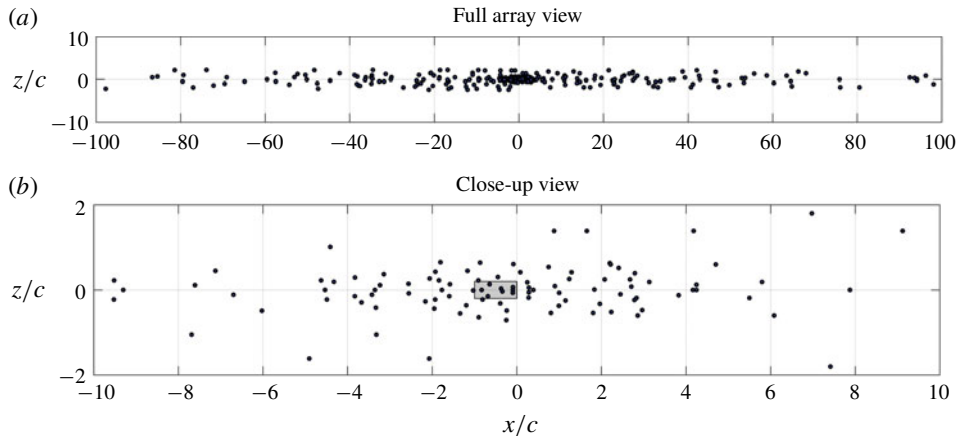 (a)
Full array view
10
z/c
0
−10
−100 −80 −60 −40 −20 0 20 40 60 80 100
(b)
Close-up view
2
z/c
0
−2
−10 −8 −6 −4 −2 0 2 4 6 8 10
x/c